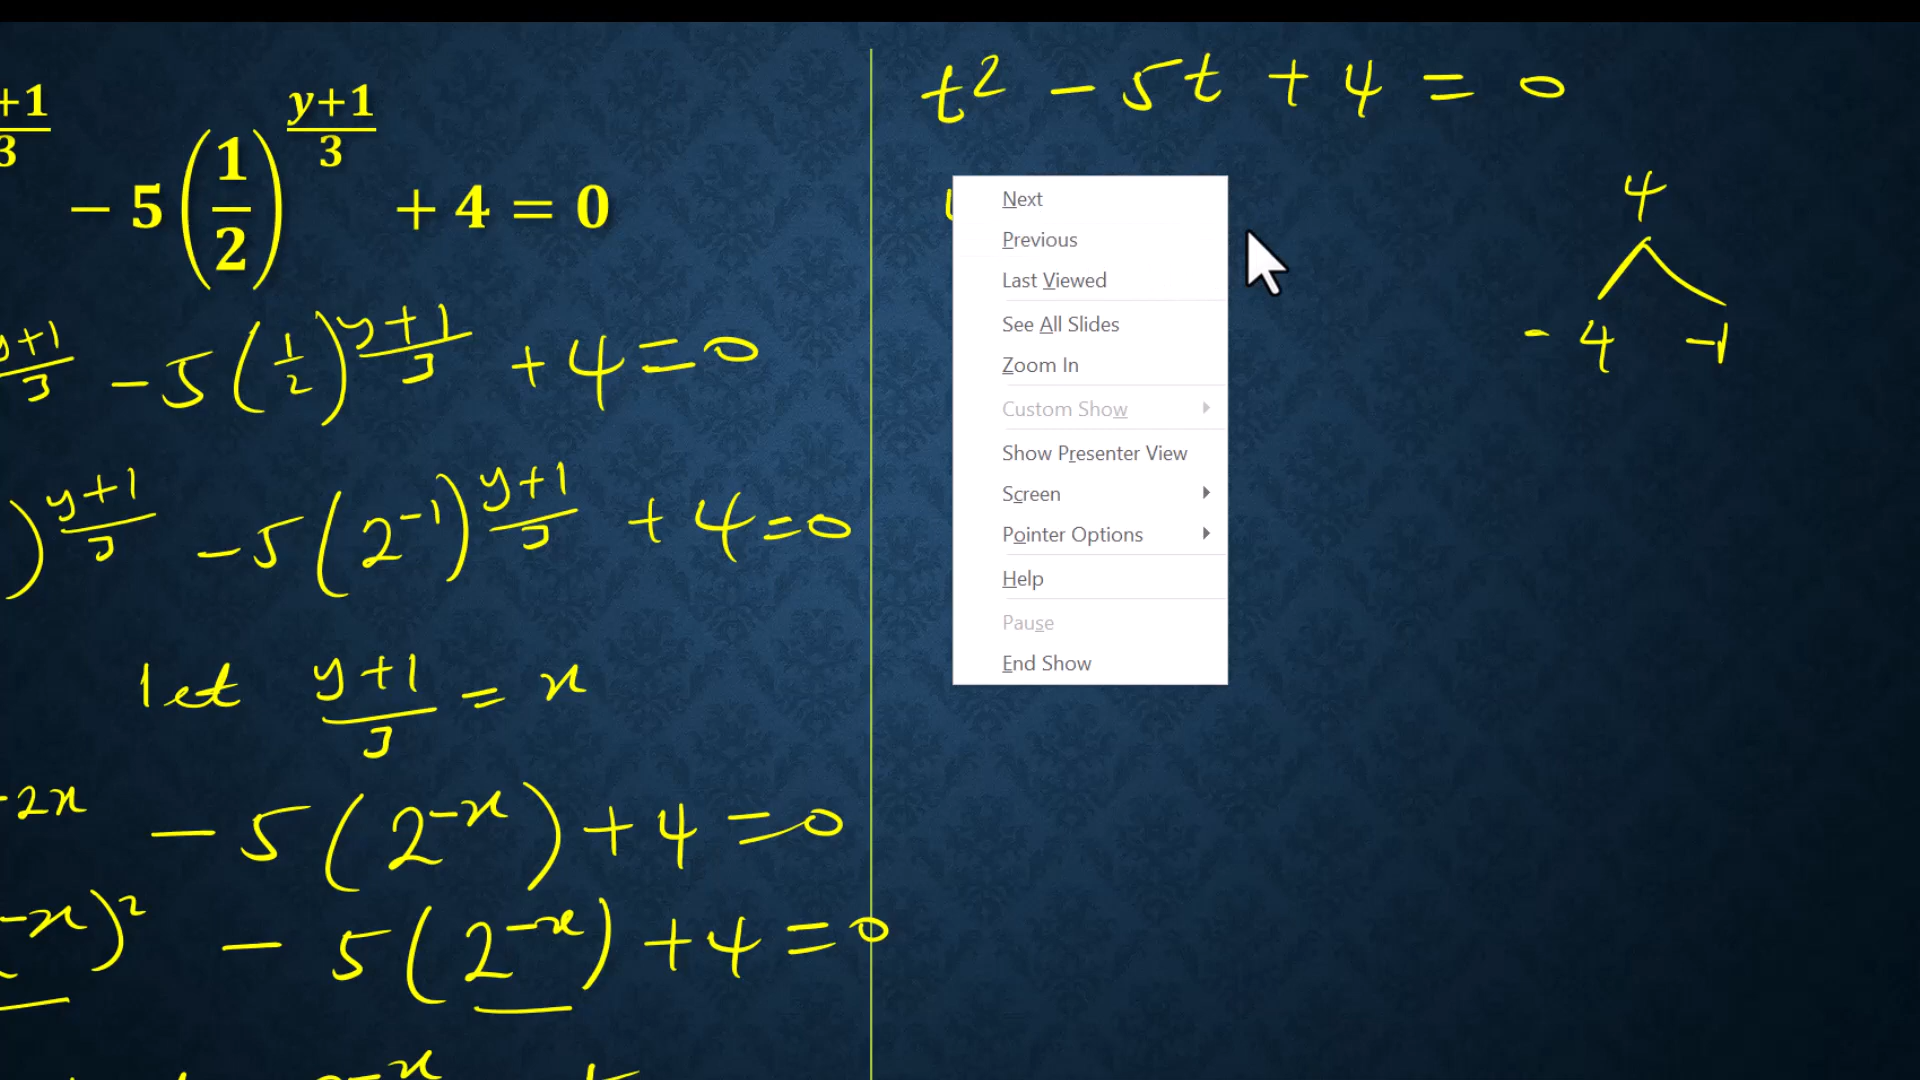 +1/3 − 5(1/2)^((y+1)/3) + 4 = 0
y+1/3 − 5(1/2)^((y+1)/3) + 4 = 0
)^((y+1)/3) − 5(2^−1)^((y+1)/3) + 4 = 0
let (y+1)/3 = x
−2x − 5(2^−x) + 4 = 0
−x)² − 5(2^−x) + 4 = 0
t² − 5t + 4 = 0
4
−4 −1
Next
Previous
Last Viewed
See All Slides
Zoom In
Custom Show
Show Presenter View
Screen
Pointer Options
Help
Pause
End Show